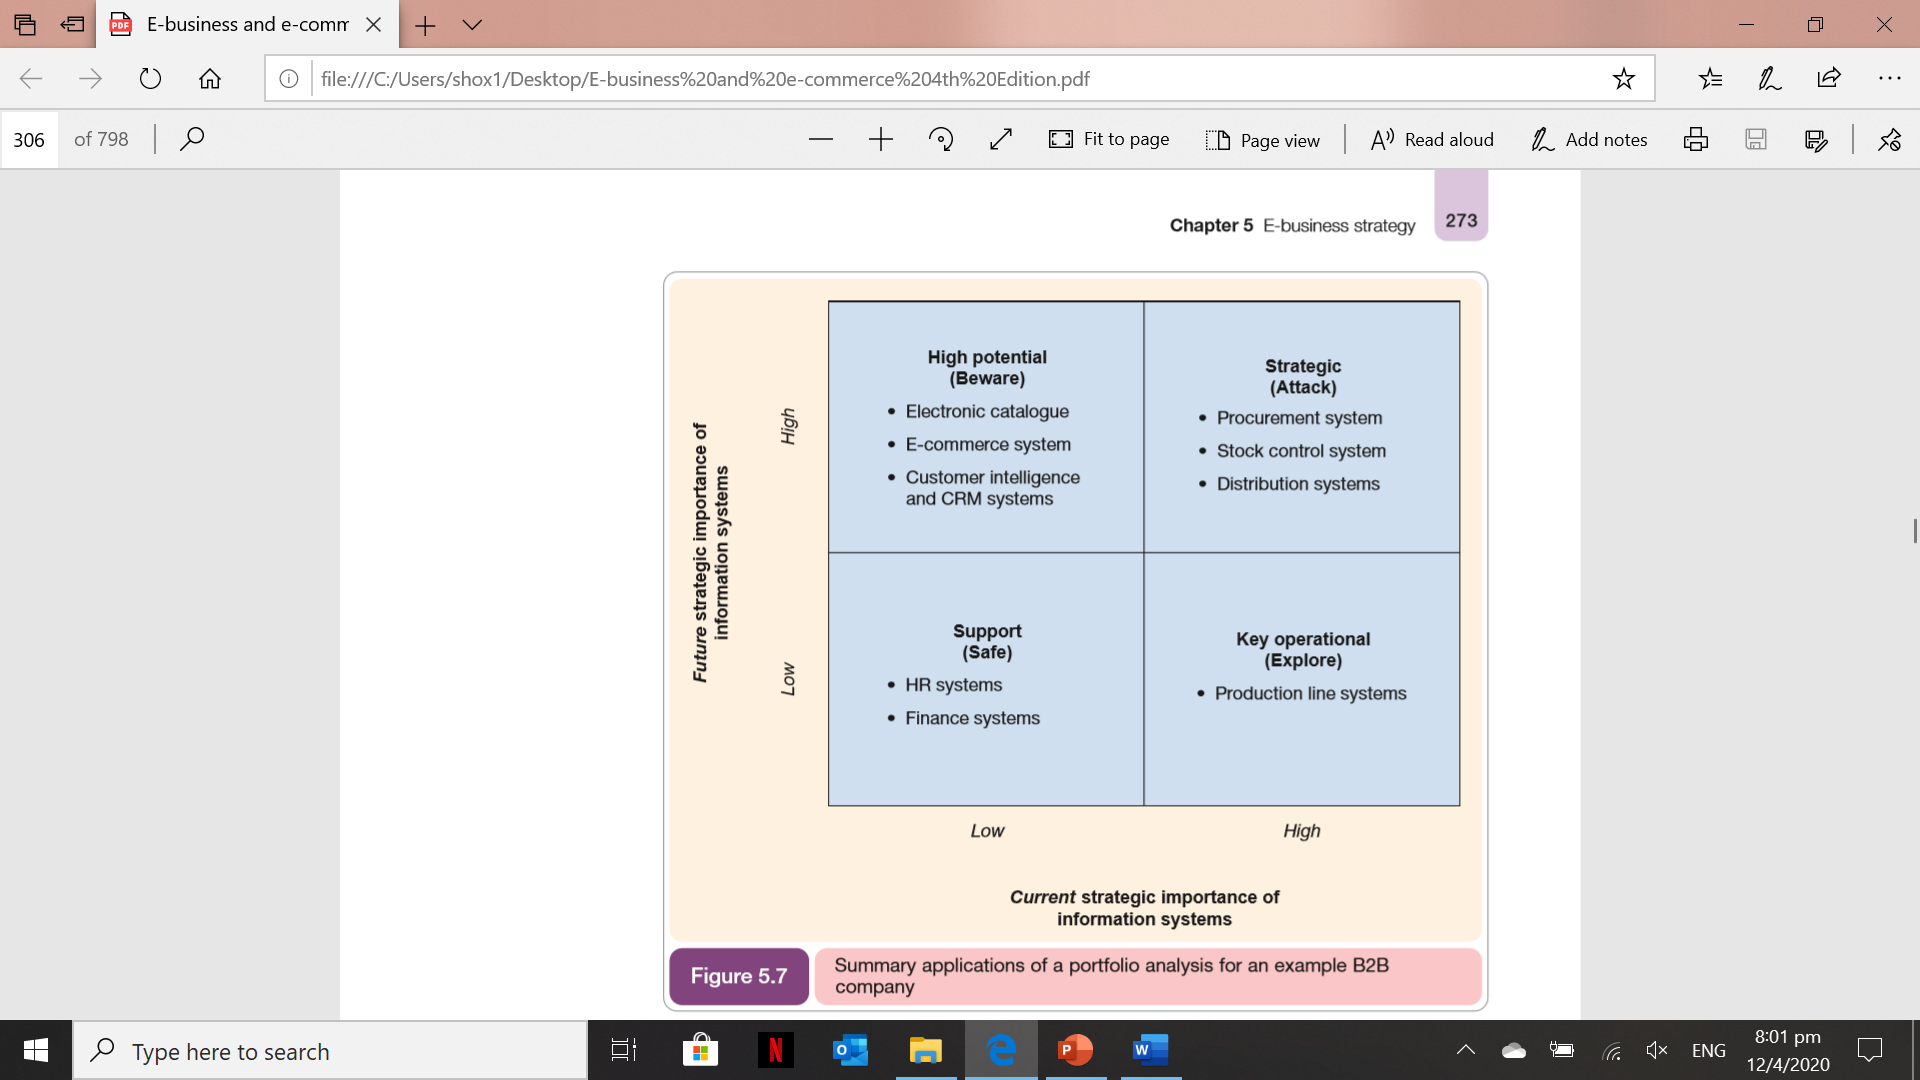 E-business and e-comm
file:///C:/Users/shox1/Desktop/E-business%20and%20e-commerce%204th%20Edition.pdf
306 of 798
Fit to page
Page view
Read aloud
Add notes
Chapter 5 E-business strategy 273
Future strategic importance of
information systems
High
Low
High potential
(Beware)
• Electronic catalogue
• E-commerce system
• Customer intelligence
and CRM systems
Strategic
(Attack)
• Procurement system
• Stock control system
• Distribution systems
Support
(Safe)
• HR systems
• Finance systems
Key operational
(Explore)
• Production line systems
Low
High
Current strategic importance of
information systems
Figure 5.7
Summary applications of a portfolio analysis for an example B2B
company
Type here to search
ENG
8:01 pm
12/4/2020